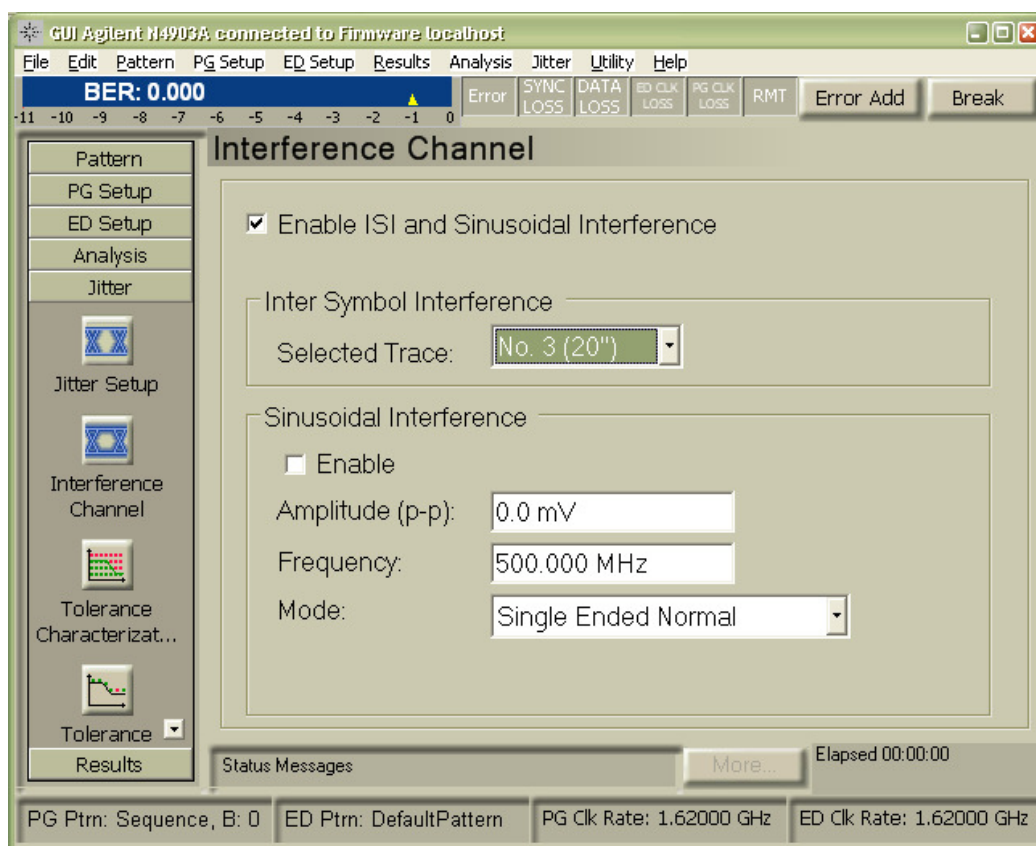 GUI Agilent N4903A connected to Firmware localhost
File Edit Pattern PG Setup ED Setup Results Analysis Jitter Utility Help
BER: 0.000
-11 -10 -9 -8 -7 -6 -5 -4 -3 -2 -1 0
Error
SYNC LOSS
DATA LOSS
ED CLK LOSS
PG CLK LOSS
RMT
Error Add
Break
Pattern
PG Setup
ED Setup
Analysis
Jitter
Jitter Setup
Interference
Channel
Tolerance
Characterizat...
Tolerance
Results
Interference Channel
Enable ISI and Sinusoidal Interference
Inter Symbol Interference
Selected Trace: No. 3 (20")
Sinusoidal Interference
Enable
Amplitude (p-p): 0.0 mV
Frequency: 500.000 MHz
Mode: Single Ended Normal
Status Messages
More...
Elapsed 00:00:00
PG Ptrn: Sequence, B: 0
ED Ptrn: DefaultPattern
PG Clk Rate: 1.62000 GHz
ED Clk Rate: 1.62000 GHz